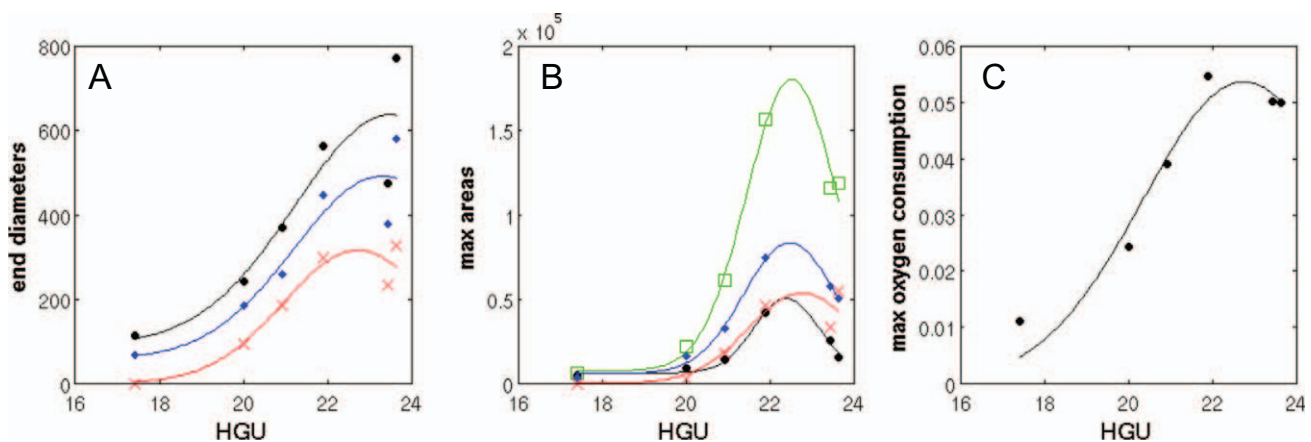 A
end diameters
800
600
400
200
0
16 18 20 22 24
HGU
B
× 10^5
max areas
2
1.5
1
0.5
0
16 18 20 22 24
HGU
C
max oxygen consumption
0.06
0.05
0.04
0.03
0.02
0.01
0
16 18 20 22 24
HGU